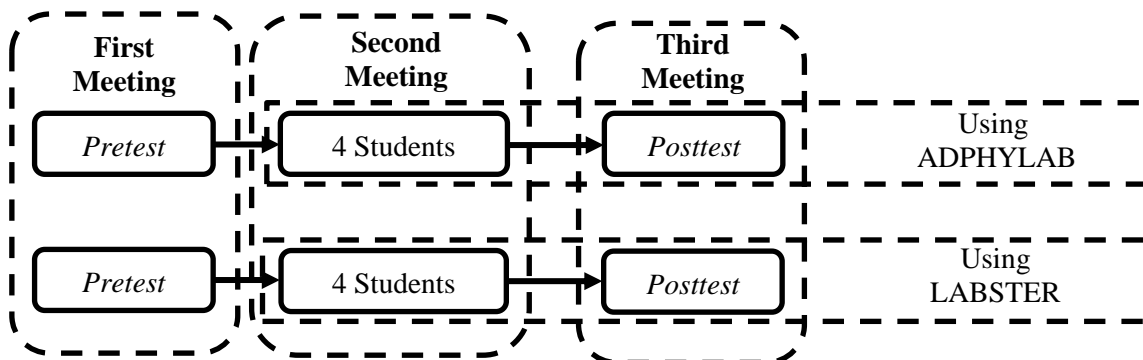 First
Meeting
Second
Meeting
Third
Meeting
Pretest
4 Students
Posttest
Using
ADPHYLAB
Pretest
4 Students
Posttest
Using
LABSTER